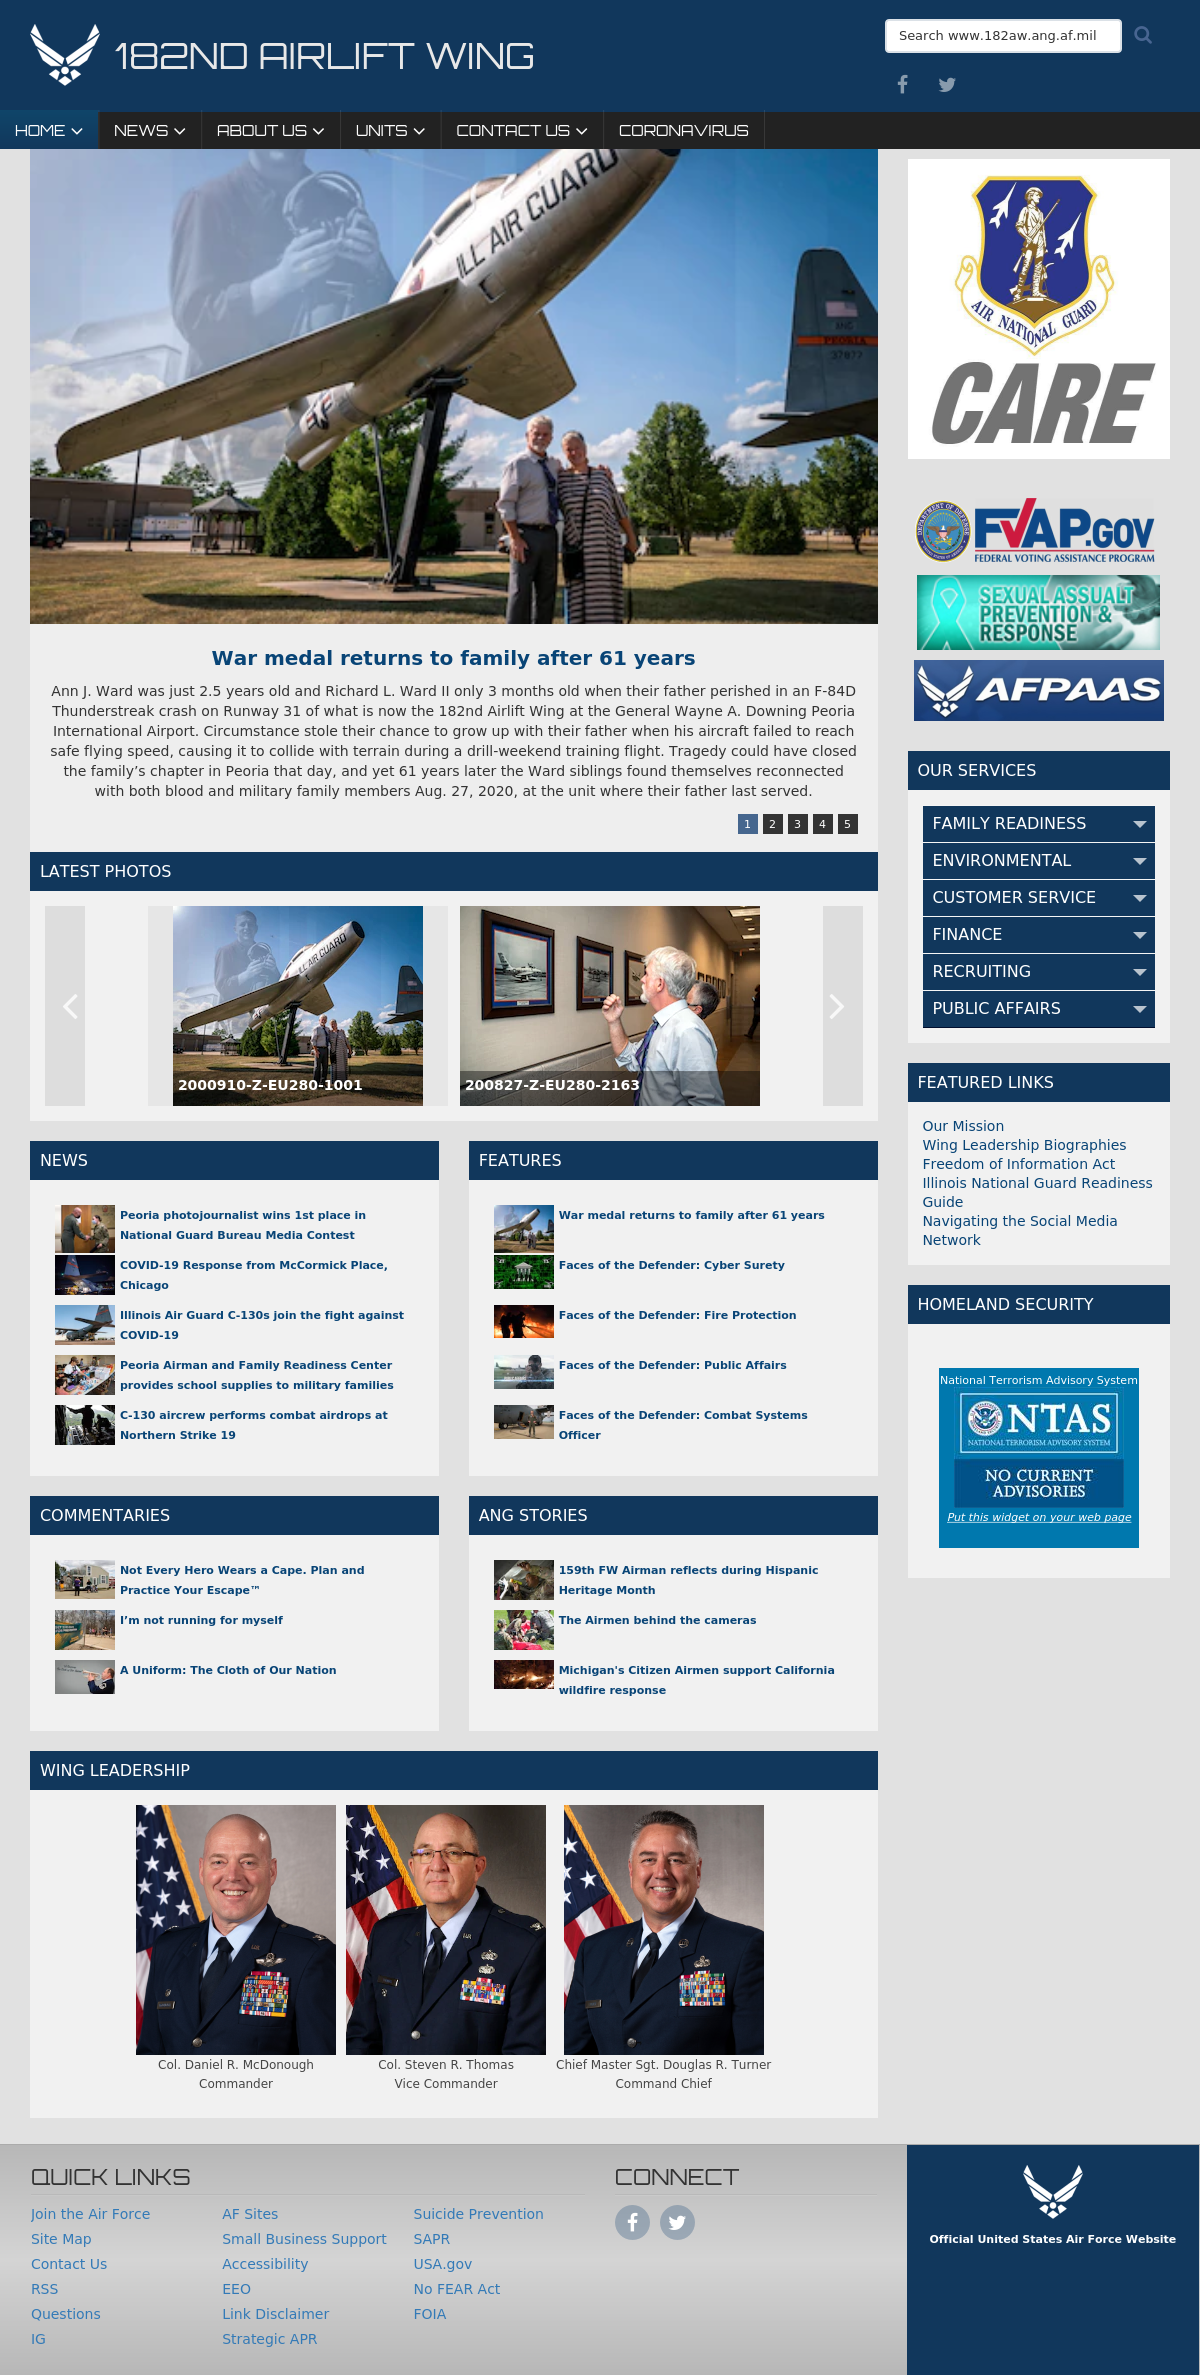 182ND AIRLIFT WING
Search www.182aw.ang.af.mil
HOME
NEWS
ABOUT US
UNITS
CONTACT US
CORONAVIRUS
ILL AIR GUARD
ANG
PEORIA
37877
War medal returns to family after 61 years
Ann J. Ward was just 2.5 years old and Richard L. Ward II only 3 months old when their father perished in an F-84D
Thunderstreak crash on Runway 31 of what is now the 182nd Airlift Wing at the General Wayne A. Downing Peoria
International Airport. Circumstance stole their chance to grow up with their father when his aircraft failed to reach
safe flying speed, causing it to collide with terrain during a drill-weekend training flight. Tragedy could have closed
the family’s chapter in Peoria that day, and yet 61 years later the Ward siblings found themselves reconnected
with both blood and military family members Aug. 27, 2020, at the unit where their father last served.
1 2 3 4 5
LATEST PHOTOS
2000910-Z-EU280-1001
200827-Z-EU280-2163
NEWS
Peoria photojournalist wins 1st place in
National Guard Bureau Media Contest
COVID-19 Response from McCormick Place,
Chicago
Illinois Air Guard C-130s join the fight against
COVID-19
Peoria Airman and Family Readiness Center
provides school supplies to military families
C-130 aircrew performs combat airdrops at
Northern Strike 19
FEATURES
War medal returns to family after 61 years
Faces of the Defender: Cyber Surety
Faces of the Defender: Fire Protection
Faces of the Defender: Public Affairs
Faces of the Defender: Combat Systems
Officer
COMMENTARIES
Not Every Hero Wears a Cape. Plan and
Practice Your Escape™
I’m not running for myself
A Uniform: The Cloth of Our Nation
ANG STORIES
159th FW Airman reflects during Hispanic
Heritage Month
The Airmen behind the cameras
Michigan's Citizen Airmen support California
wildfire response
WING LEADERSHIP
Col. Daniel R. McDonough
Commander
Col. Steven R. Thomas
Vice Commander
Chief Master Sgt. Douglas R. Turner
Command Chief
AIR NATIONAL GUARD
CARE
FVAP.GOV
FEDERAL VOTING ASSISTANCE PROGRAM
SEXUAL ASSUALT
PREVENTION &
RESPONSE
AFPAAS
OUR SERVICES
FAMILY READINESS
ENVIRONMENTAL
CUSTOMER SERVICE
FINANCE
RECRUITING
PUBLIC AFFAIRS
FEATURED LINKS
Our Mission
Wing Leadership Biographies
Freedom of Information Act
Illinois National Guard Readiness
Guide
Navigating the Social Media
Network
HOMELAND SECURITY
National Terrorism Advisory System
NTAS
NATIONAL TERRORISM ADVISORY SYSTEM
NO CURRENT
ADVISORIES
Put this widget on your web page
QUICK LINKS
Join the Air Force
Site Map
Contact Us
RSS
Questions
IG
AF Sites
Small Business Support
Accessibility
EEO
Link Disclaimer
Strategic APR
Suicide Prevention
SAPR
USA.gov
No FEAR Act
FOIA
CONNECT
Official United States Air Force Website